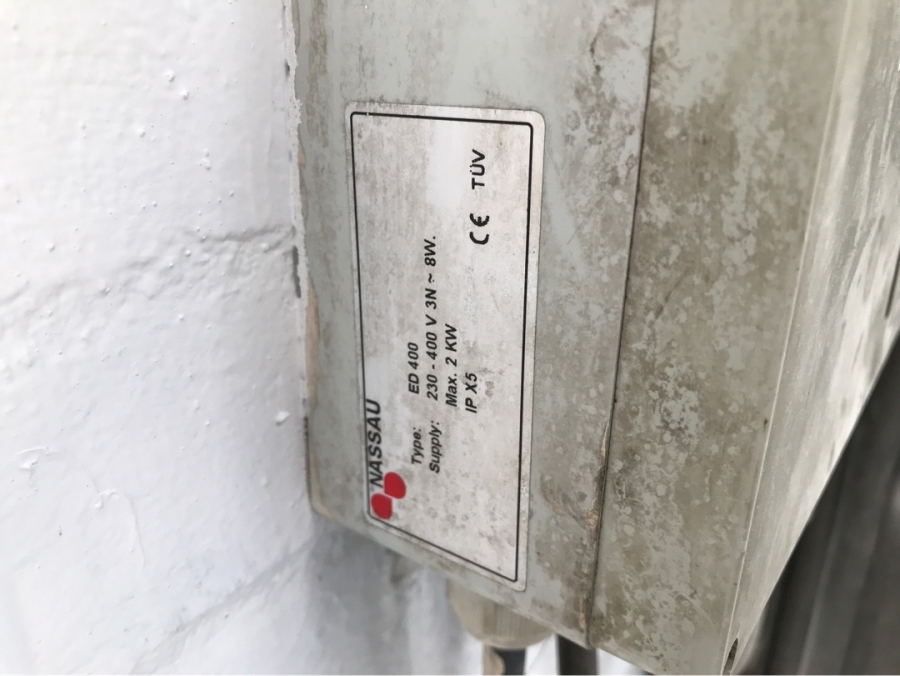 NASSAU
Type: ED 400
Supply: 230 - 400 V 3N ~ 8W.
Max. 2 KW
IP X5
CE TÜV